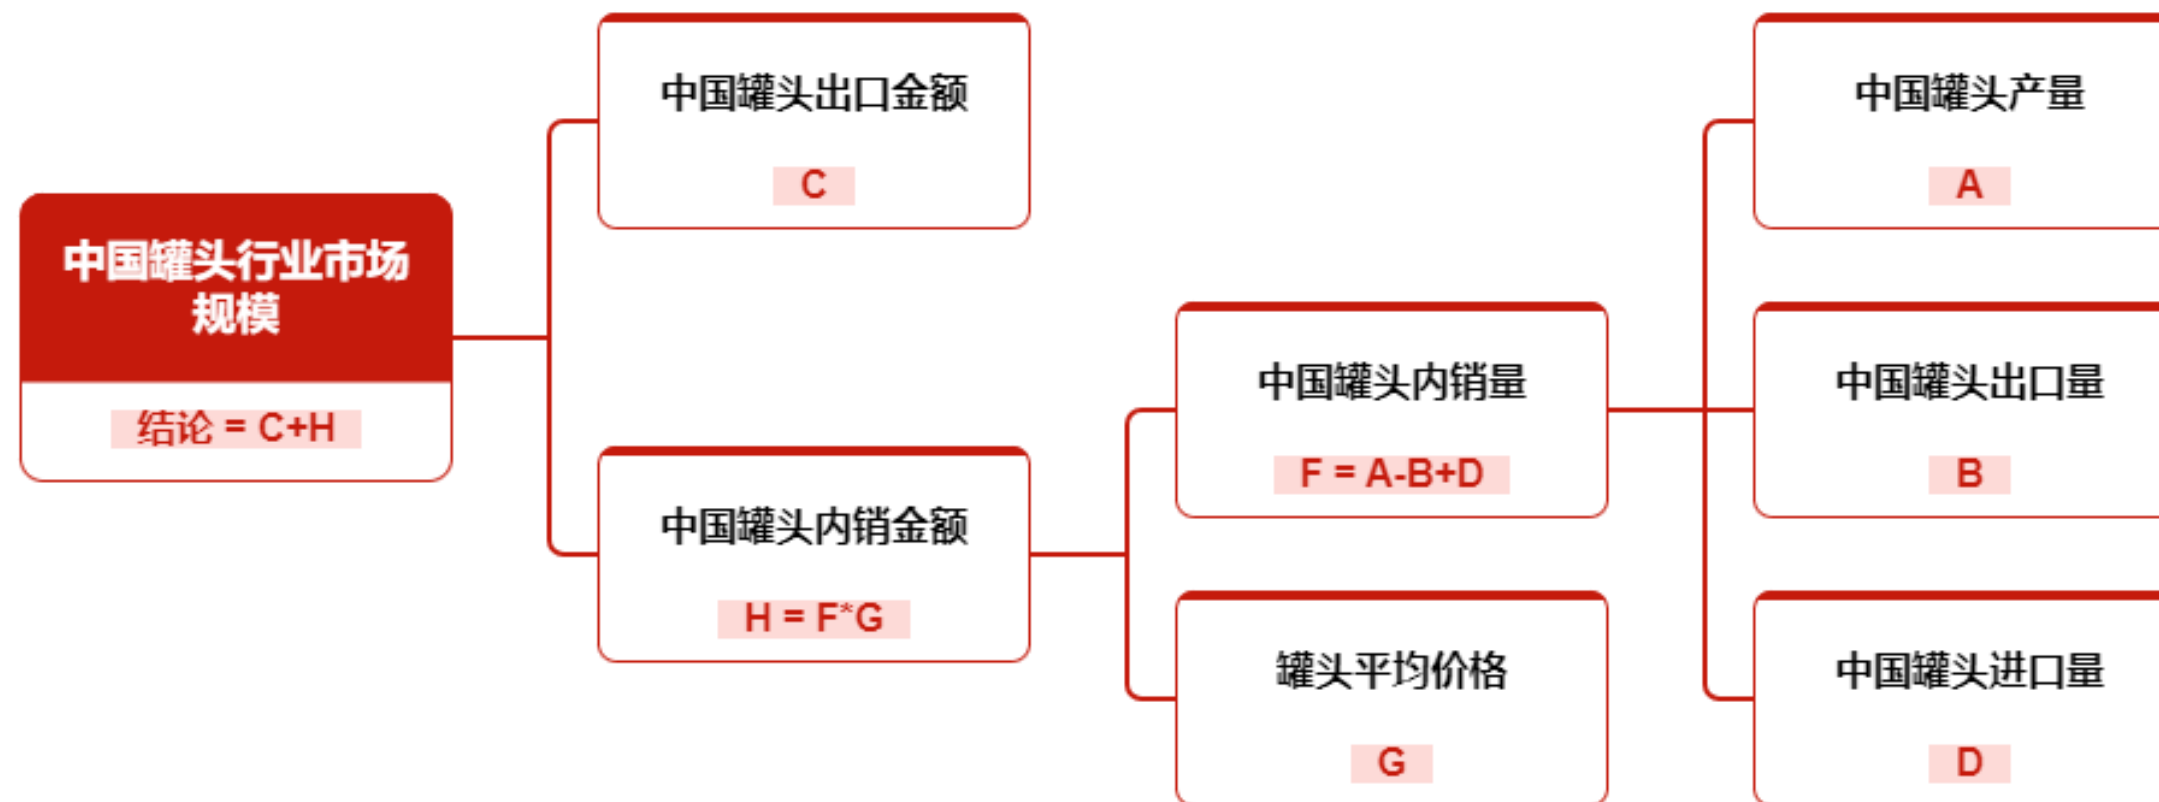 中国罐头行业市场
规模
结论 = C+H
中国罐头出口金额
C
中国罐头内销金额
H = F*G
中国罐头内销量
F = A-B+D
罐头平均价格
G
中国罐头产量
A
中国罐头出口量
B
中国罐头进口量
D